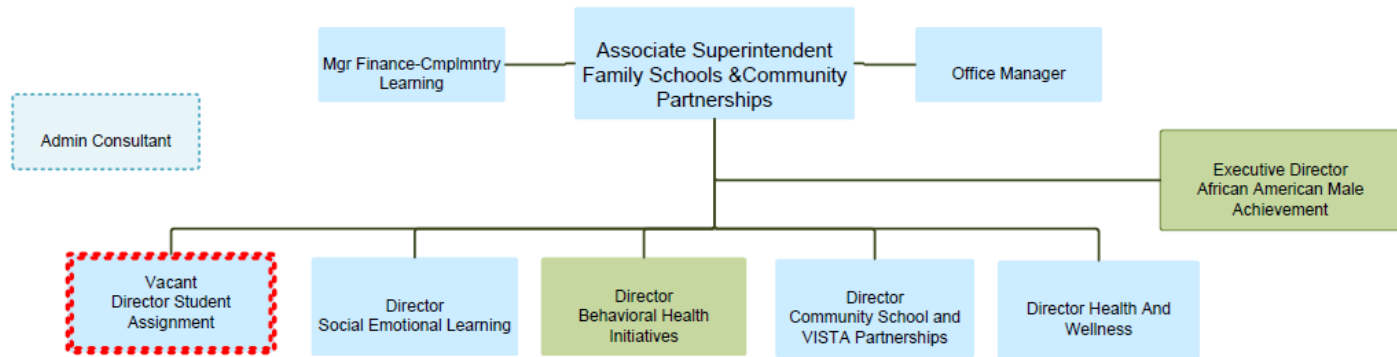 Mgr Finance-Cmplmntry
Learning
Associate Superintendent
Family Schools &Community
Partnerships
Office Manager
Admin Consultant
Executive Director
African American Male
Achievement
Vacant
Director Student
Assignment
Director
Social Emotional Learning
Director
Behavioral Health
Initiatives
Director
Community School and
VISTA Partnerships
Director Health And
Wellness